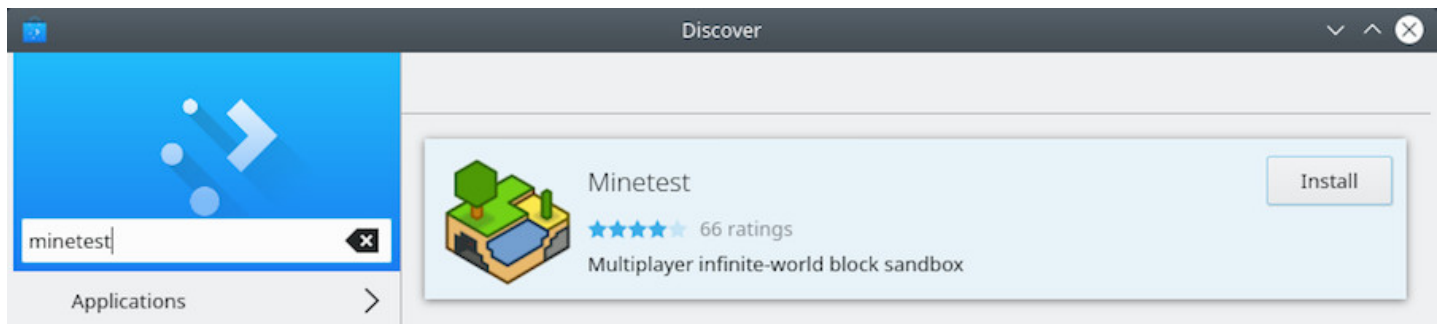 Discover
minetest
Applications
Minetest
Install
66 ratings
Multiplayer infinite-world block sandbox